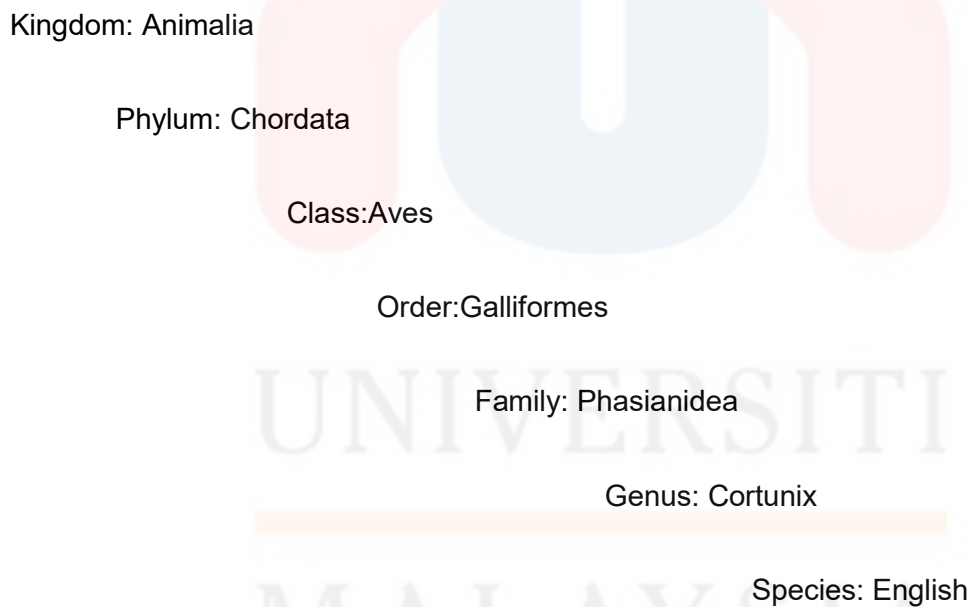 Kingdom: Animalia
Phylum: Chordata
Class:Aves
Order:Galliformes
Family: Phasianidea
UNIVERSITI
Genus: Cortunix
Species: English